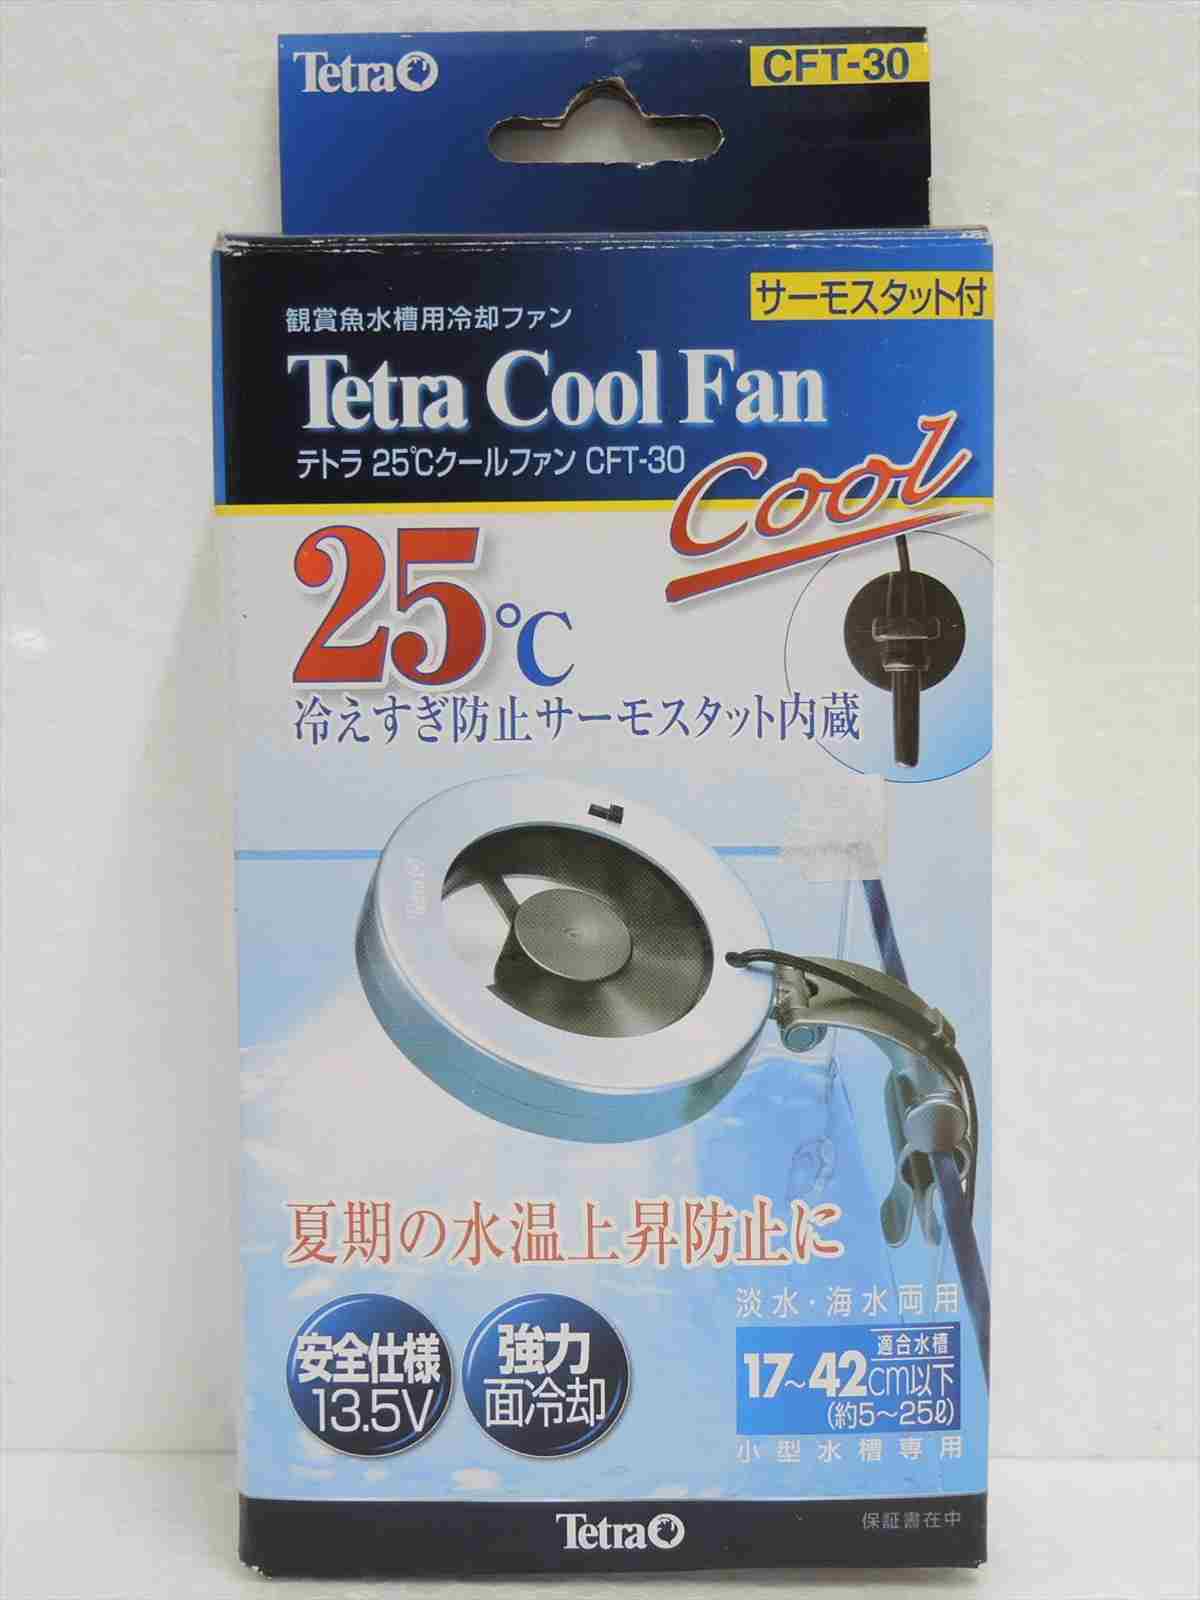 Tetra
CFT-30
サーモスタット付
観賞魚水槽用冷却ファン
Tetra Cool Fan
テトラ 25℃クールファン CFT-30
Cool
25℃
冷えすぎ防止サーモスタット内蔵
Tetra
夏期の水温上昇防止に
安全仕様
13.5V
強力
面冷却
淡水・海水両用
適合水槽
17~42cm以下
(約5~25ℓ)
小型水槽専用
Tetra
保証書在中